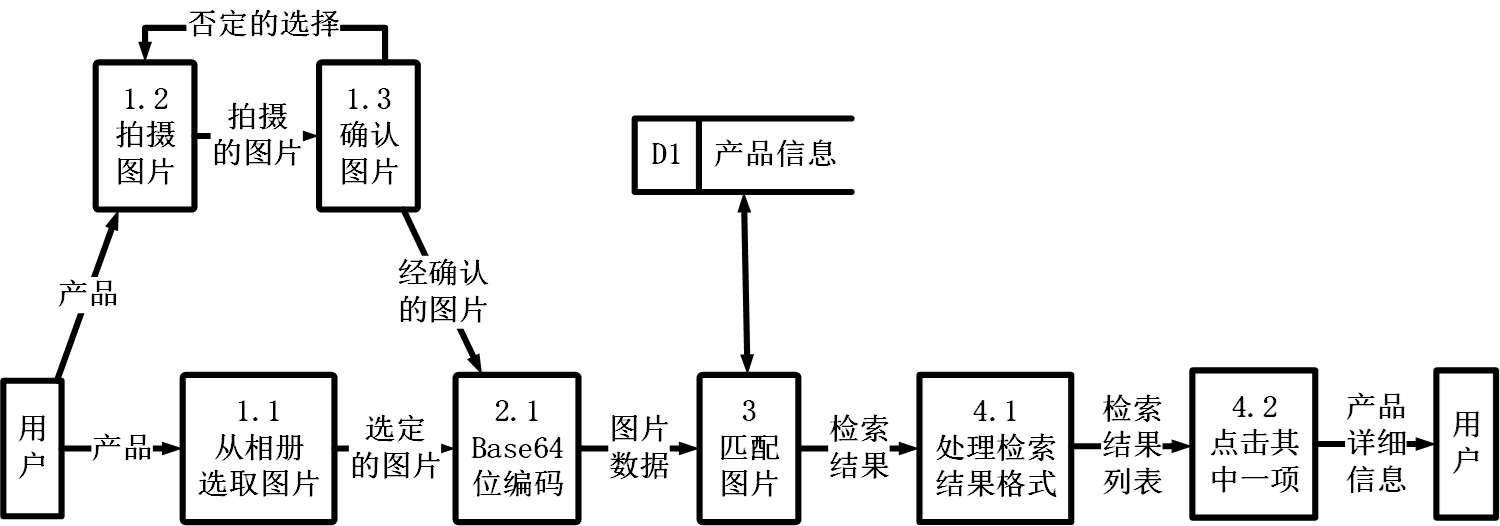 否定的选择
1.2
拍摄
图片
拍摄
的图片
1.3
确认
图片
D1
产品信息
产品
经确认
的图片
用
户
产品
1.1
从相册
选取图片
选定
的图片
2.1
Base64
位编码
图片
数据
3
匹配
图片
检索
结果
4.1
处理检索
结果格式
检索
结果
列表
4.2
点击其
中一项
产品
详细
信息
用
户